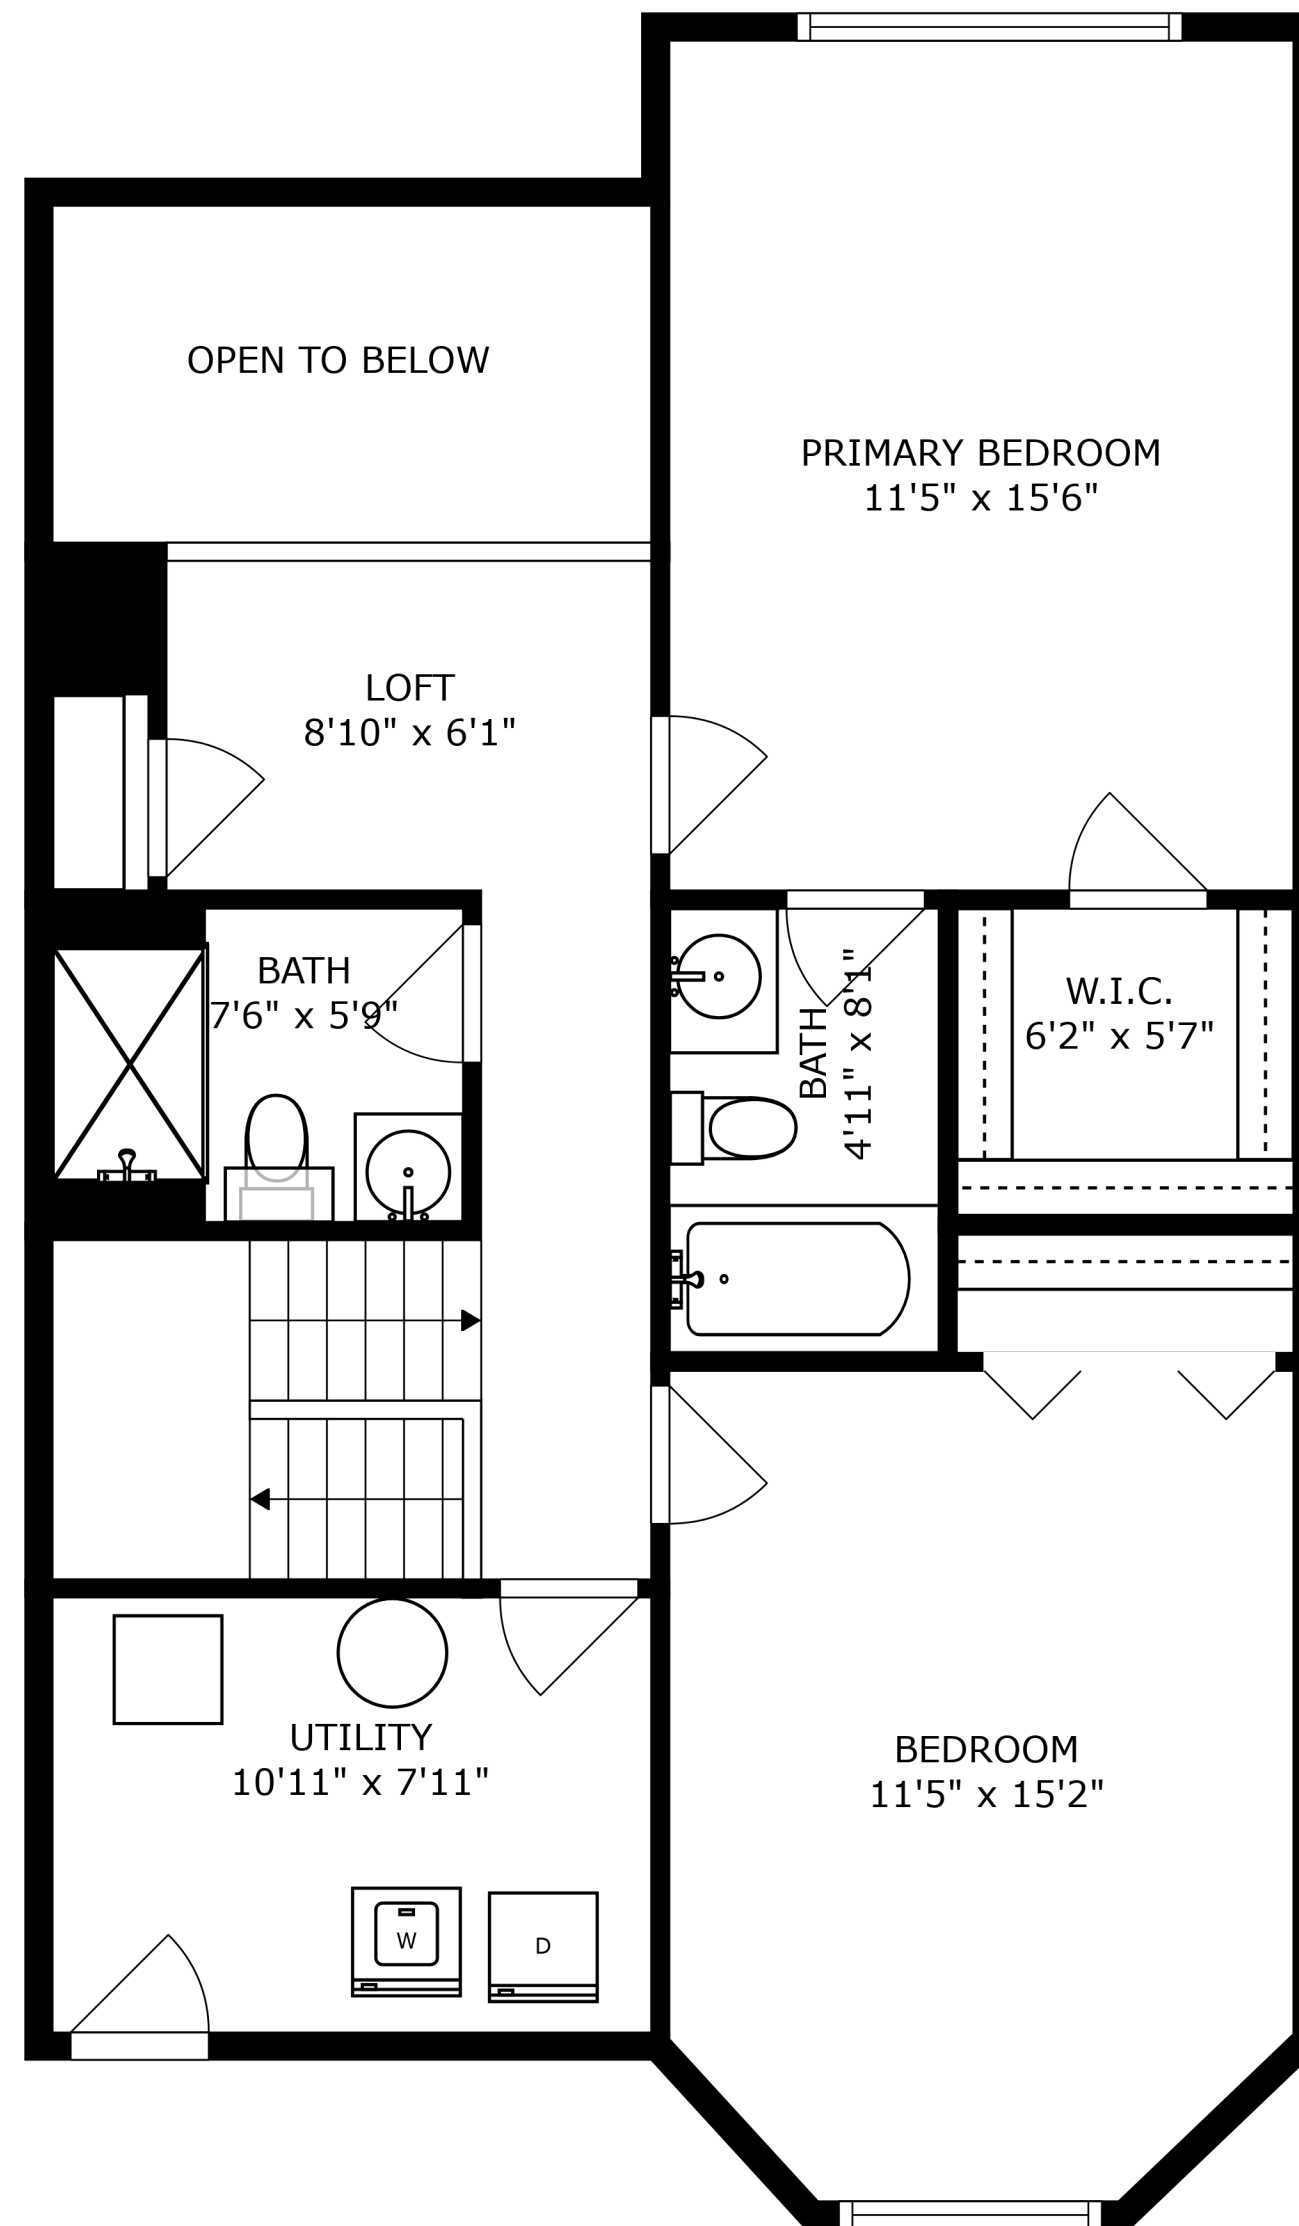 OPEN TO BELOW
PRIMARY BEDROOM
11'5" x 15'6"
LOFT
8'10" x 6'1"
BATH
7'6" x 5'9"
BATH
4'11" x 8'1"
W.I.C.
6'2" x 5'7"
UTILITY
10'11" x 7'11"
BEDROOM
11'5" x 15'2"
W
D